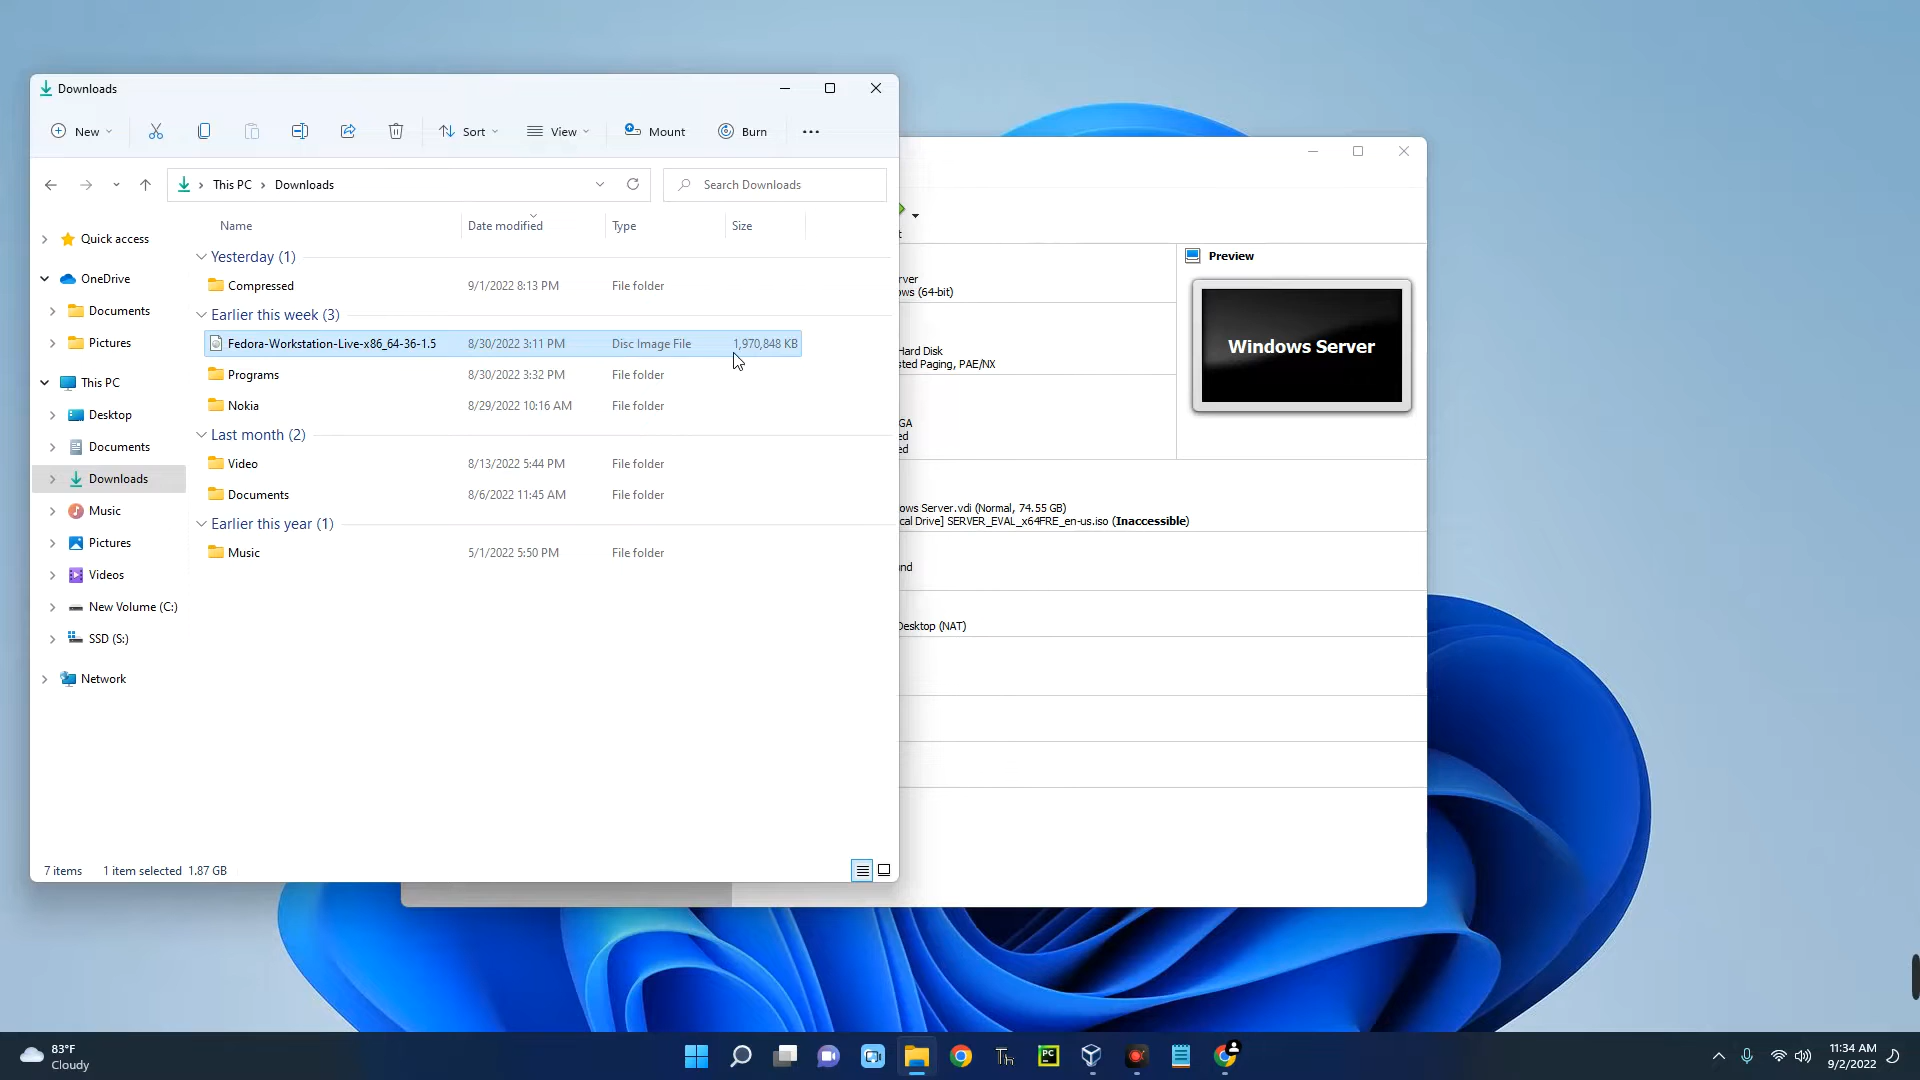 Downloads
New
Sort
View
Mount
Burn
This PC
Downloads
Search Downloads
Name
Date modified
Type
Size
Quick access
OneDrive
Documents
Pictures
This PC
Desktop
Documents
Downloads
Music
Pictures
Videos
New Volume (C:)
SSD (S:)
Network
Yesterday (1)
Compressed 9/1/2022 8:13 PM File folder
Earlier this week (3)
Fedora-Workstation-Live-x86_64-36-1.5 8/30/2022 3:11 PM Disc Image File 1,970,848 KB
Programs 8/30/2022 3:32 PM File folder
Nokia 8/29/2022 10:16 AM File folder
Last month (2)
Video 8/13/2022 5:44 PM File folder
Documents 8/6/2022 11:45 AM File folder
Earlier this year (1)
Music 5/1/2022 5:50 PM File folder
7 items 1 item selected 1.87 GB
t
rver
ows (64-bit)
Hard Disk
sted Paging, PAE/NX
GA
ed
ed
ows Server.vdi (Normal, 74.55 GB)
cal Drive] SERVER_EVAL_x64FRE_en-us.iso (Inaccessible)
und
Desktop (NAT)
Preview
Windows Server
83°F
Cloudy
Th
PC
11:34 AM
9/2/2022